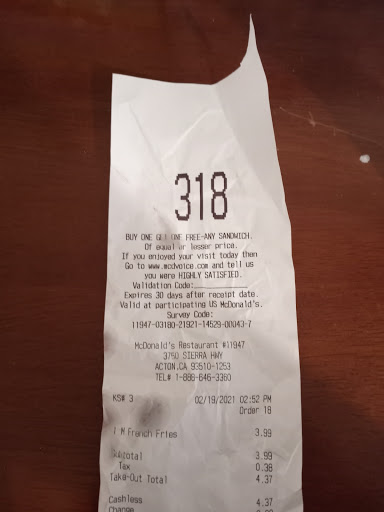 318
BUY ONE GET ONE FREE-ANY SANDWICH.
Of equal or lesser price.
If you enjoyed your visit today then
Go to www.mcdvoice.com and tell us
you were HIGHLY SATISFIED.
Validation Code:____________
Expires 30 days after receipt date.
Valid at participating US McDonald's.
Survey Code:
11947-03180-21921-14529-00043-7
McDonald's Restaurant #11947
3750 SIERRA HWY
ACTON,CA 93510-1253
TEL# 1-886-646-3360
KS# 3 02/19/2021 02:52 PM
Order 18
1 M French Fries 3.99
Subtotal 3.99
Tax 0.38
Take-Out Total 4.37
Cashless 4.37
Change